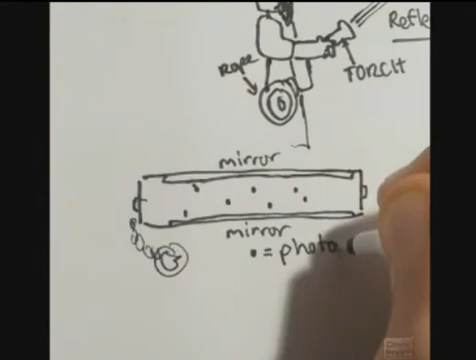 Refle
Rope
TORCH
mirror
mirror
• = photo